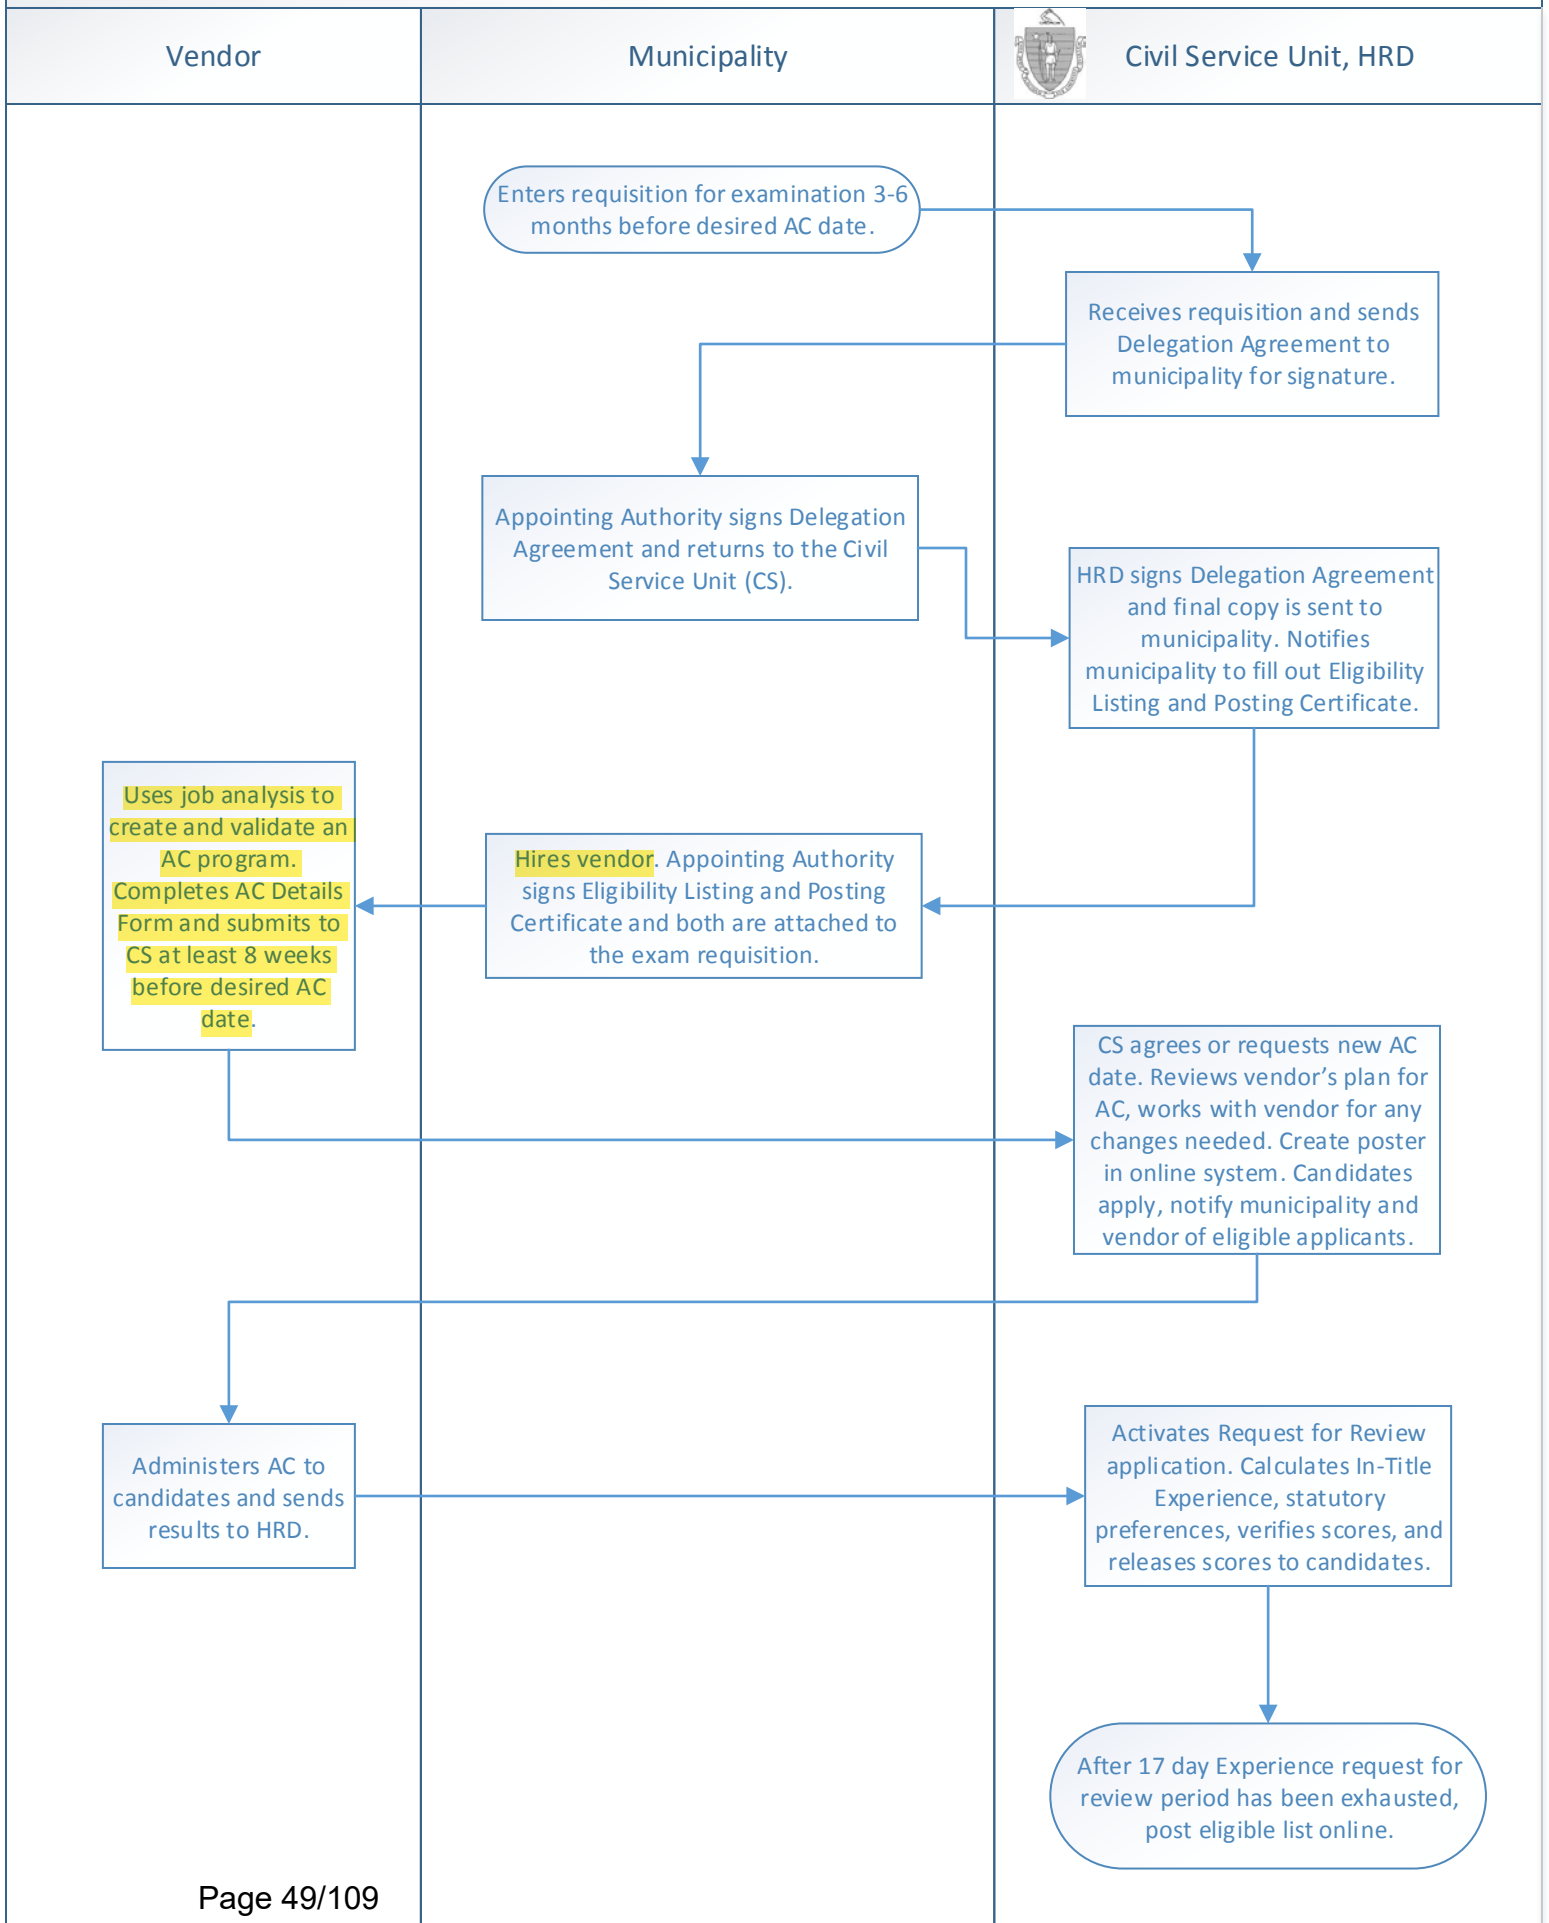 Vendor
Municipality
Civil Service Unit, HRD
Enters requisition for examination 3-6
months before desired AC date.
Receives requisition and sends
Delegation Agreement to
municipality for signature.
Appointing Authority signs Delegation
Agreement and returns to the Civil
Service Unit (CS).
HRD signs Delegation Agreement
and final copy is sent to
municipality. Notifies
municipality to fill out Eligibility
Listing and Posting Certificate.
Hires vendor. Appointing Authority
signs Eligibility Listing and Posting
Certificate and both are attached to
the exam requisition.
Uses job analysis to
create and validate an
AC program.
Completes AC Details
Form and submits to
CS at least 8 weeks
before desired AC
date.
CS agrees or requests new AC
date. Reviews vendor’s plan for
AC, works with vendor for any
changes needed. Create poster
in online system. Candidates
apply, notify municipality and
vendor of eligible applicants.
Administers AC to
candidates and sends
results to HRD.
Activates Request for Review
application. Calculates In-Title
Experience, statutory
preferences, verifies scores, and
releases scores to candidates.
After 17 day Experience request for
review period has been exhausted,
post eligible list online.
Page 49/109